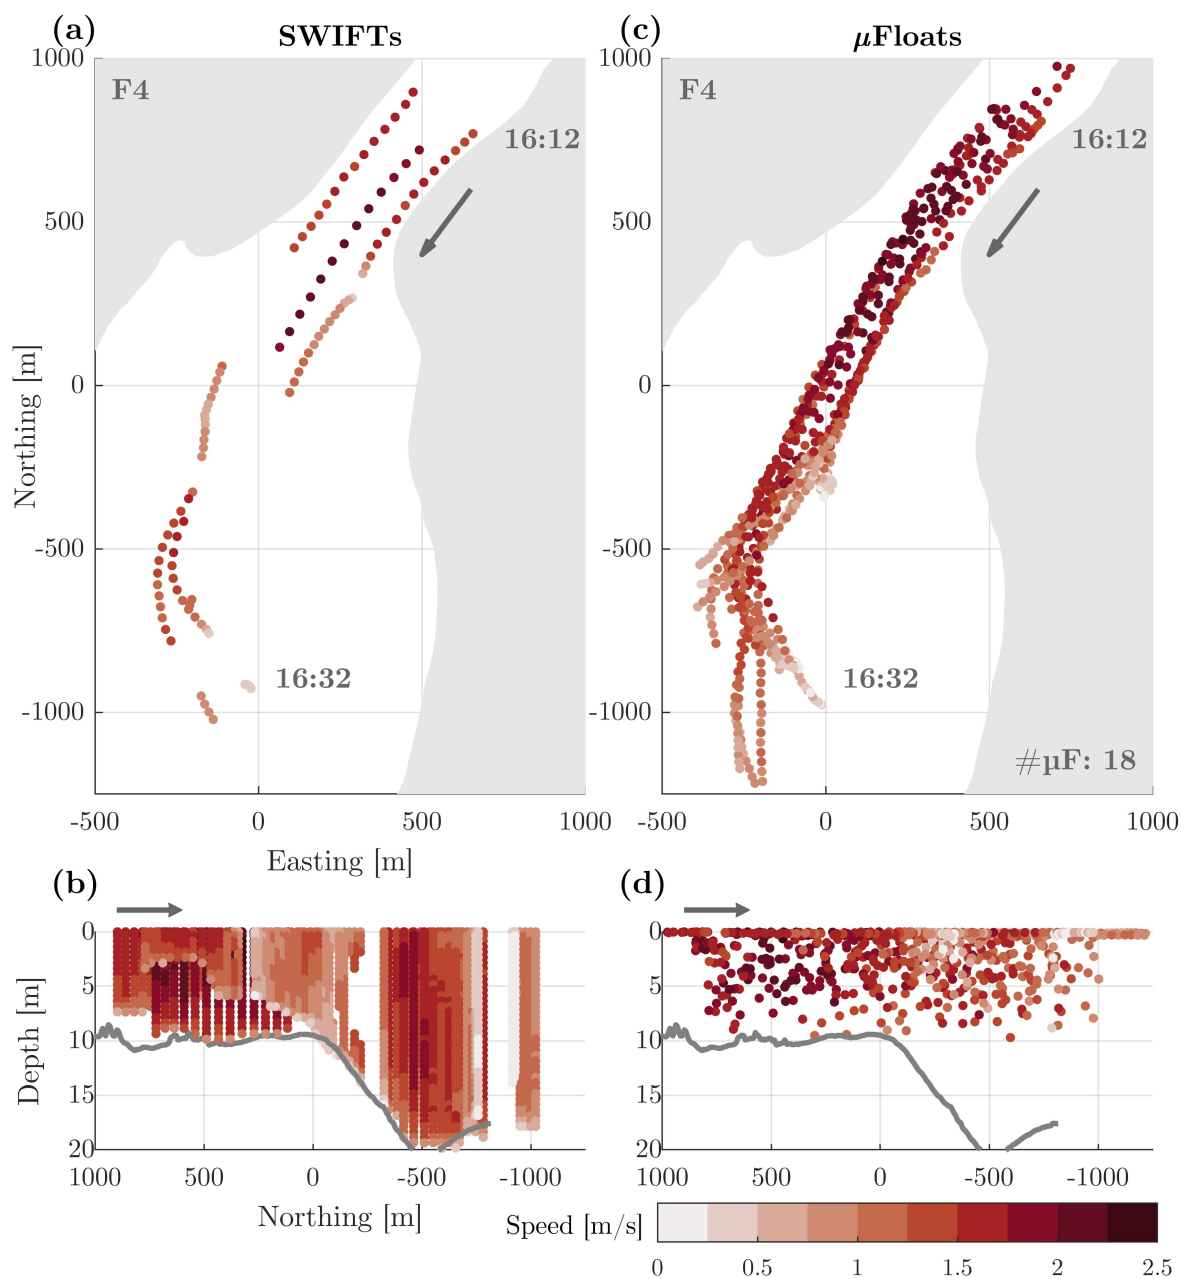 (a) SWIFTs (c) μFloats
1000 F4 16:12 1000 F4 16:12
500 500
0 0
-500 -500
16:32 16:32
-1000 -1000
#μF: 18
Northing [m]
-500 0 500 1000 -500 0 500 1000
Easting [m]
(b) (d)
0 0
5 5
10 10
15 15
20 20
Depth [m]
1000 500 0 -500 -1000 1000 500 0 -500 -1000
Northing [m]
Speed [m/s]
0 0.5 1 1.5 2 2.5